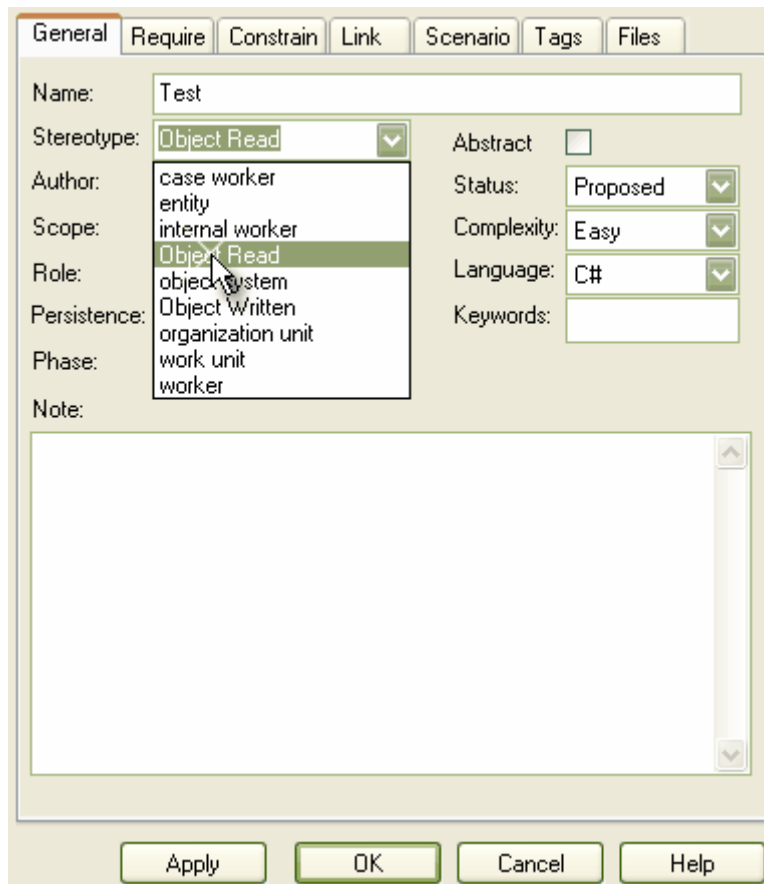 General Require Constrain Link Scenario Tags Files
Name: Test
Stereotype: Object Read Abstract
Author: Status: Proposed
Scope: Complexity: Easy
Role: Language: C#
Persistence: Keywords:
Phase:
case worker
entity
internal worker
Object Read
object system
Object Written
organization unit
work unit
worker
Note:
Apply OK Cancel Help